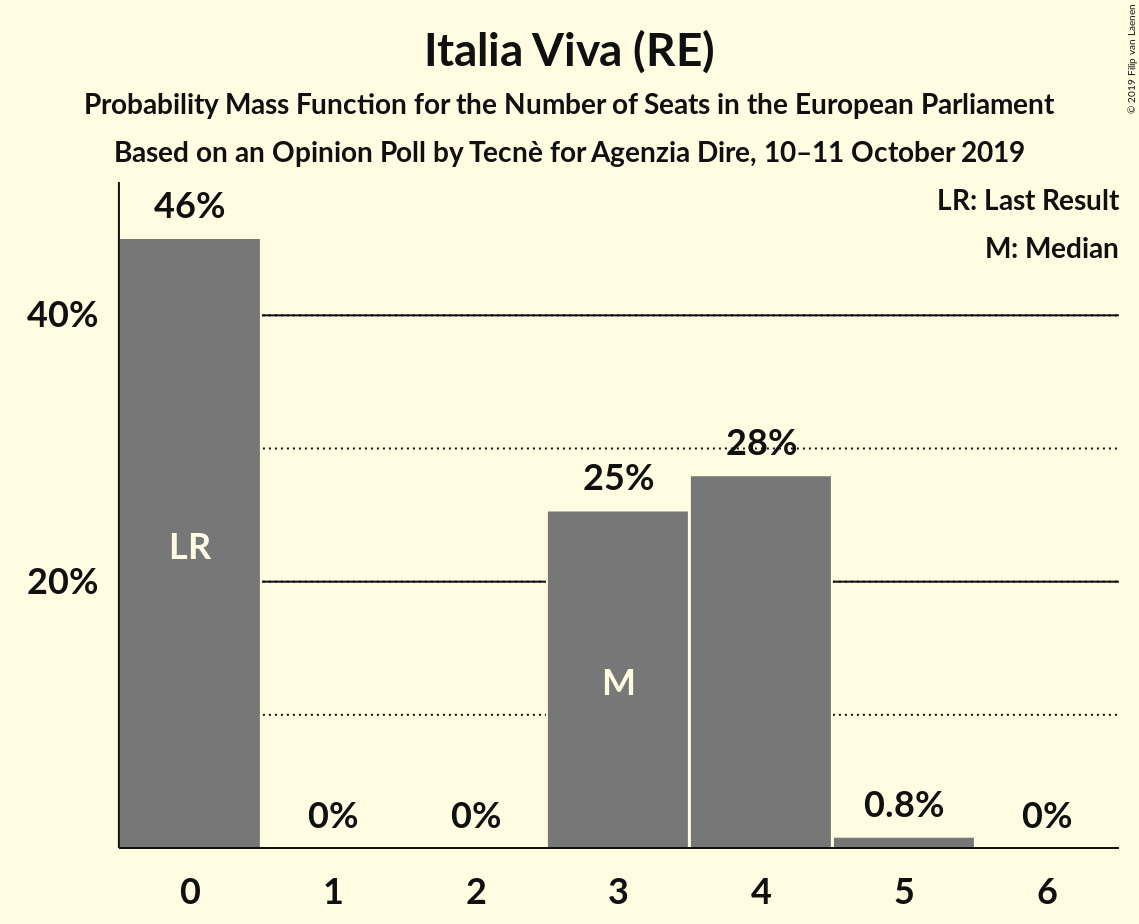 Italia Viva (RE)
Probability Mass Function for the Number of Seats in the European Parliament
Based on an Opinion Poll by Tecnè for Agenzia Dire, 10–11 October 2019
© 2019 Filip van Laenen
LR: Last Result
M: Median
46%
40%
28%
25%
LR
20%
M
0% 0% 0.8% 0%
0 1 2 3 4 5 6